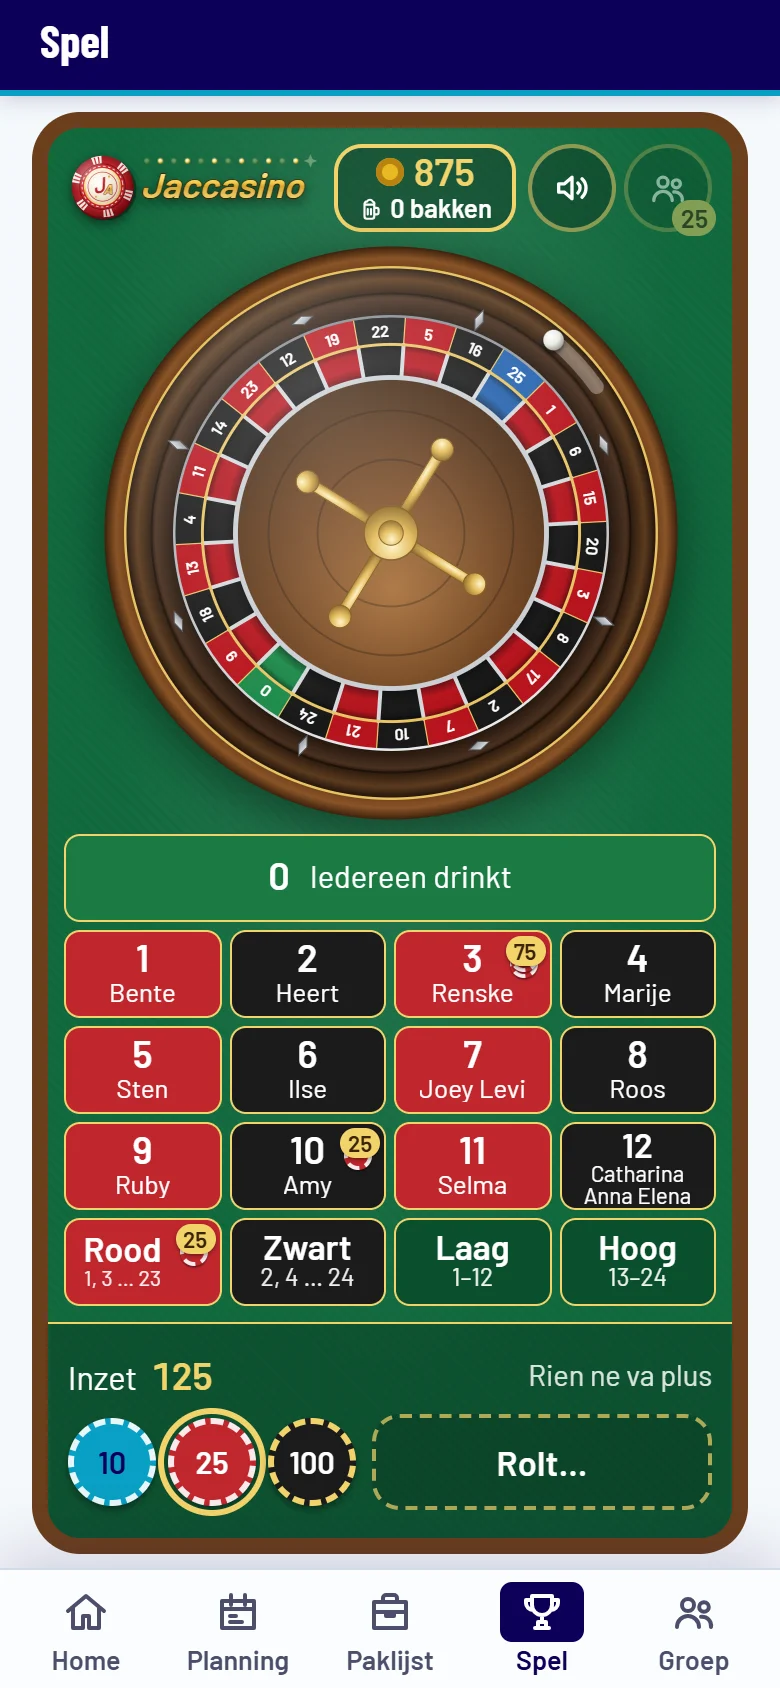 Spel
JA
Jaccasino
875
0 bakken
25
22
5
16
25
1
6
15
20
3
8
17
2
7
10
21
24
0
9
18
13
4
11
14
23
12
19
0 Iedereen drinkt
1
Bente
2
Heert
3
75
Renske
4
Marije
5
Sten
6
Ilse
7
Joey Levi
8
Roos
9
Ruby
10
25
Amy
11
Selma
12
Catharina
Anna Elena
Rood
25
1, 3 ... 23
Zwart
2, 4 ... 24
Laag
1–12
Hoog
13–24
Inzet 125
Rien ne va plus
10
25
100
Rolt...
Home
Planning
Paklijst
Spel
Groep